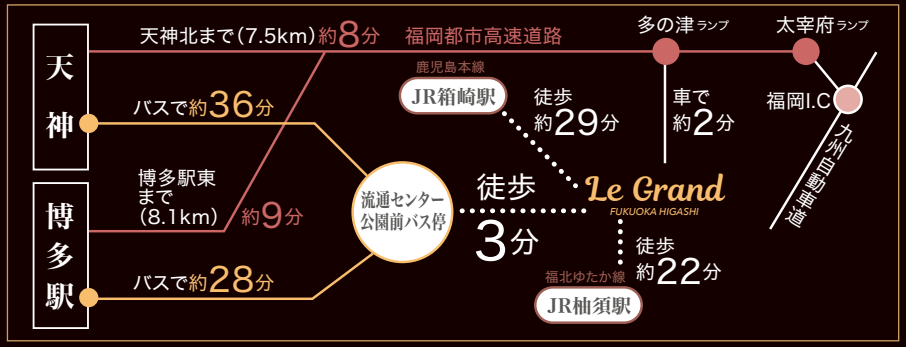 天神
天神北まで（7.5km）約8分
福岡都市高速道路
多の津ランプ
太宰府ランプ
鹿児島本線
JR箱崎駅
バスで約36分
徒歩
約29分
車で
約2分
福岡I.C
九州自動車道
博多駅
博多駅東
まで
（8.1km）
約9分
流通センター
公園前バス停
徒歩
3分
Le Grand
FUKUOKA HIGASHI
バスで約28分
徒歩
約22分
福北ゆたか線
JR柚須駅